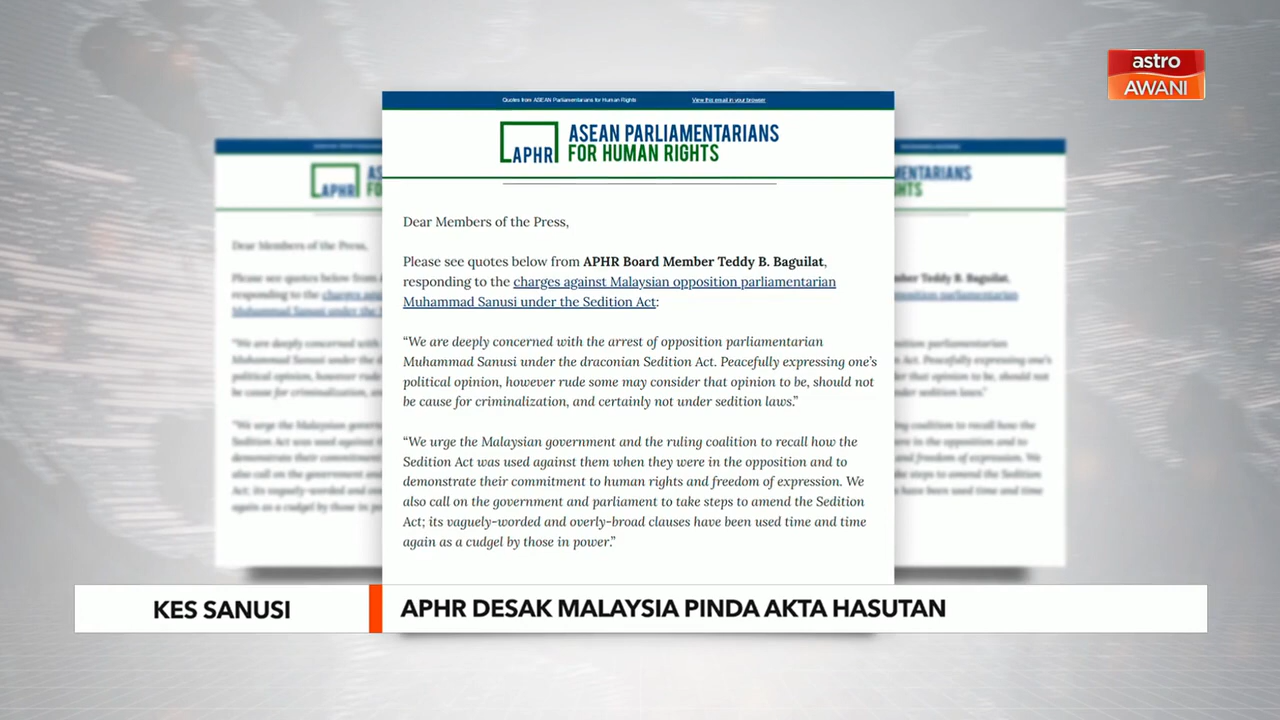 astro
AWANI
Quotes from ASEAN Parliamentarians for Human Rights
View this email in your browser
APHR
ASEAN PARLIAMENTARIANS
FOR HUMAN RIGHTS
Dear Members of the Press,
Please see quotes below from APHR Board Member Teddy B. Baguilat,
responding to the charges against Malaysian opposition parliamentarian
Muhammad Sanusi under the Sedition Act:
“We are deeply concerned with the arrest of opposition parliamentarian
Muhammad Sanusi under the draconian Sedition Act. Peacefully expressing one’s
political opinion, however rude some may consider that opinion to be, should not
be cause for criminalization, and certainly not under sedition laws.”
“We urge the Malaysian government and the ruling coalition to recall how the
Sedition Act was used against them when they were in the opposition and to
demonstrate their commitment to human rights and freedom of expression. We
also call on the government and parliament to take steps to amend the Sedition
Act; its vaguely-worded and overly-broad clauses have been used time and time
again as a cudgel by those in power.”
KES SANUSI
APHR DESAK MALAYSIA PINDA AKTA HASUTAN